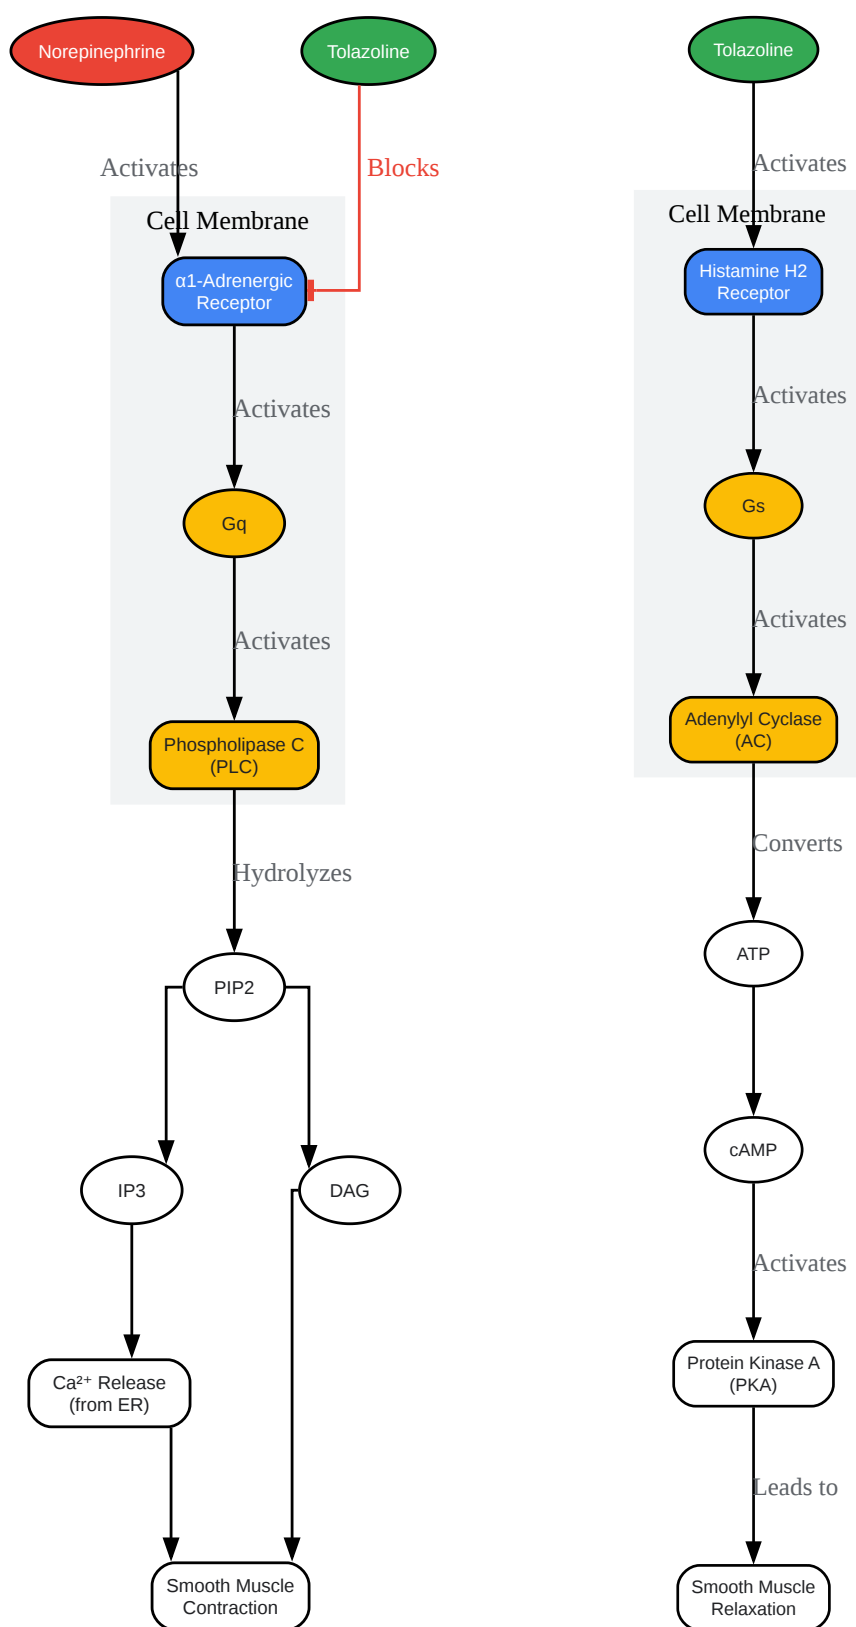 Norepinephrine
Tolazoline
Activates
Blocks
Cell Membrane
α1-Adrenergic
Receptor
Activates
Gq
Activates
Phospholipase C
(PLC)
Hydrolyzes
PIP2
IP3
DAG
Ca²⁺ Release
(from ER)
Smooth Muscle
Contraction
Tolazoline
Activates
Cell Membrane
Histamine H2
Receptor
Activates
Gs
Activates
Adenylyl Cyclase
(AC)
Converts
ATP
cAMP
Activates
Protein Kinase A
(PKA)
Leads to
Smooth Muscle
Relaxation